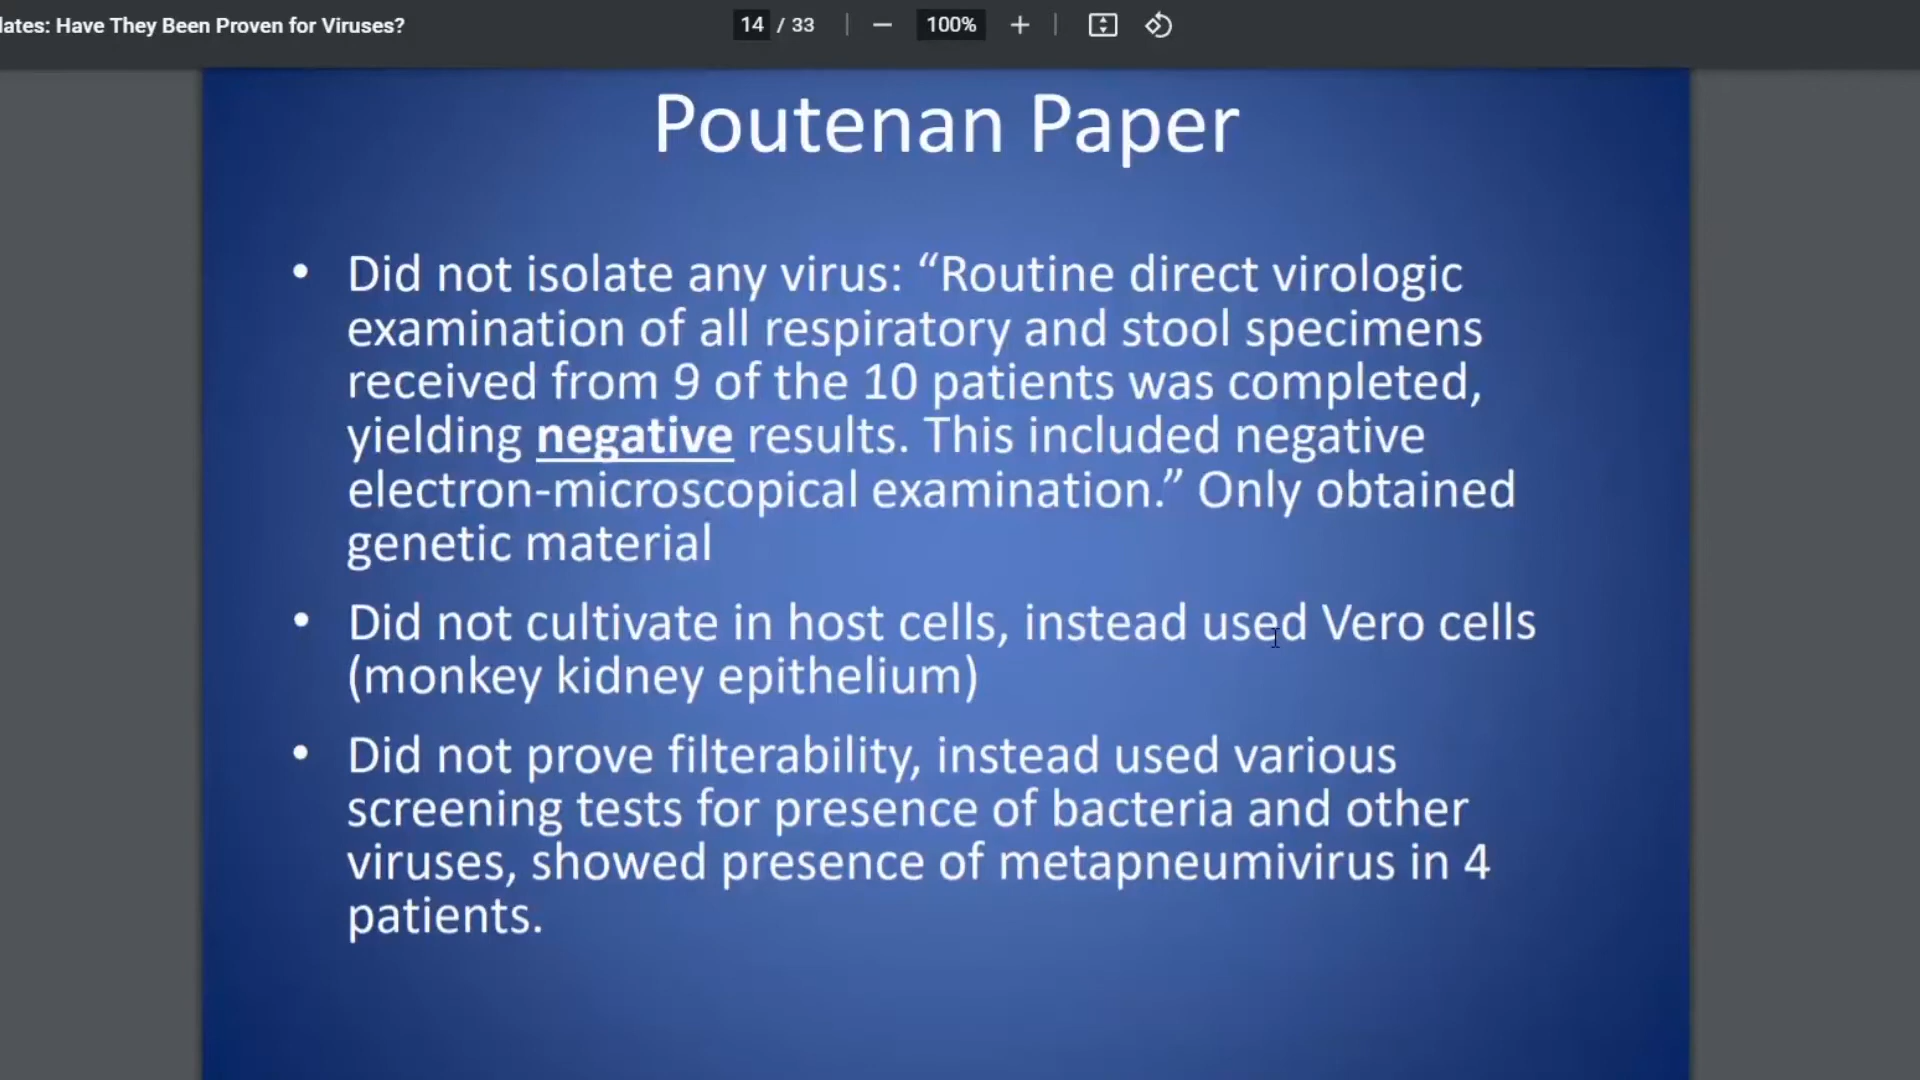 lates: Have They Been Proven for Viruses?
14 / 33
100%
Poutenan Paper
• Did not isolate any virus: “Routine direct virologic
examination of all respiratory and stool specimens
received from 9 of the 10 patients was completed,
yielding negative results. This included negative
electron-microscopical examination.” Only obtained
genetic material
• Did not cultivate in host cells, instead used Vero cells
(monkey kidney epithelium)
• Did not prove filterability, instead used various
screening tests for presence of bacteria and other
viruses, showed presence of metapneumivirus in 4
patients.